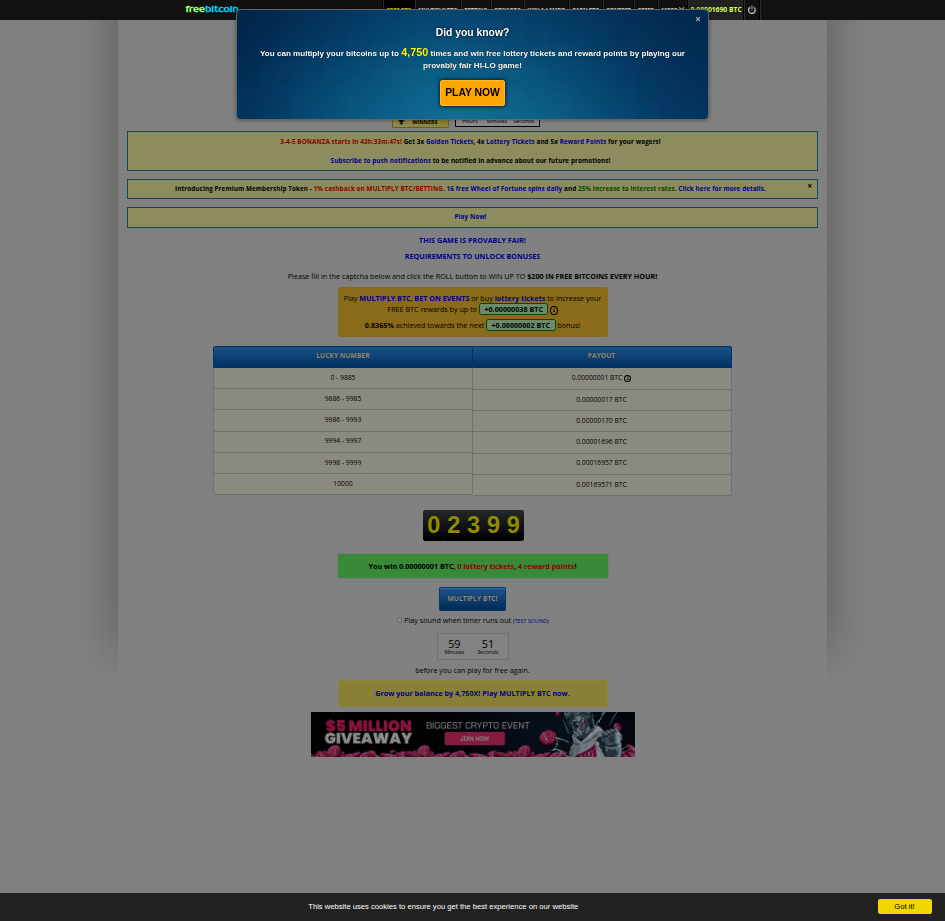 freebitcoin
0.00001690 BTC
×
Did you know?
You can multiply your bitcoins up to 4,750 times and win free lottery tickets and reward points by playing our
provably fair HI-LO game!
PLAY NOW
WINNERS
Hours Minutes Seconds
3-4-5 BONANZA starts in 43h:33m:47s! Get 3x Golden Tickets, 4x Lottery Tickets and 5x Reward Points for your wagers!
Subscribe to push notifications to be notified in advance about our future promotions!
Introducing Premium Membership Token - 1% cashback on MULTIPLY BTC/BETTING. 16 free Wheel of Fortune spins daily and 25% increase to interest rates. Click here for more details.
×
Play Now!
THIS GAME IS PROVABLY FAIR!
REQUIREMENTS TO UNLOCK BONUSES
Please fill in the captcha below and click the ROLL button to WIN UP TO $200 IN FREE BITCOINS EVERY HOUR!
Play MULTIPLY BTC, BET ON EVENTS or buy lottery tickets to increase your
FREE BTC rewards by up to +0.00000038 BTC
0.8365% achieved towards the next +0.00000002 BTC bonus!
LUCKY NUMBER PAYOUT
0 - 9885 0.00000001 BTC
9886 - 9985 0.00000017 BTC
9986 - 9993 0.00000170 BTC
9994 - 9997 0.00001696 BTC
9998 - 9999 0.00016957 BTC
10000 0.00169571 BTC
02399
You win 0.00000001 BTC, 0 lottery tickets, 4 reward points!
MULTIPLY BTC!
Play sound when timer runs out (TEST SOUND)
59 51
Minutes Seconds
before you can play for free again.
Grow your balance by 4,750X! Play MULTIPLY BTC now.
$5 MILLION
GIVEAWAY
BIGGEST CRYPTO EVENT
JOIN NOW
This website uses cookies to ensure you get the best experience on our website
Got it!